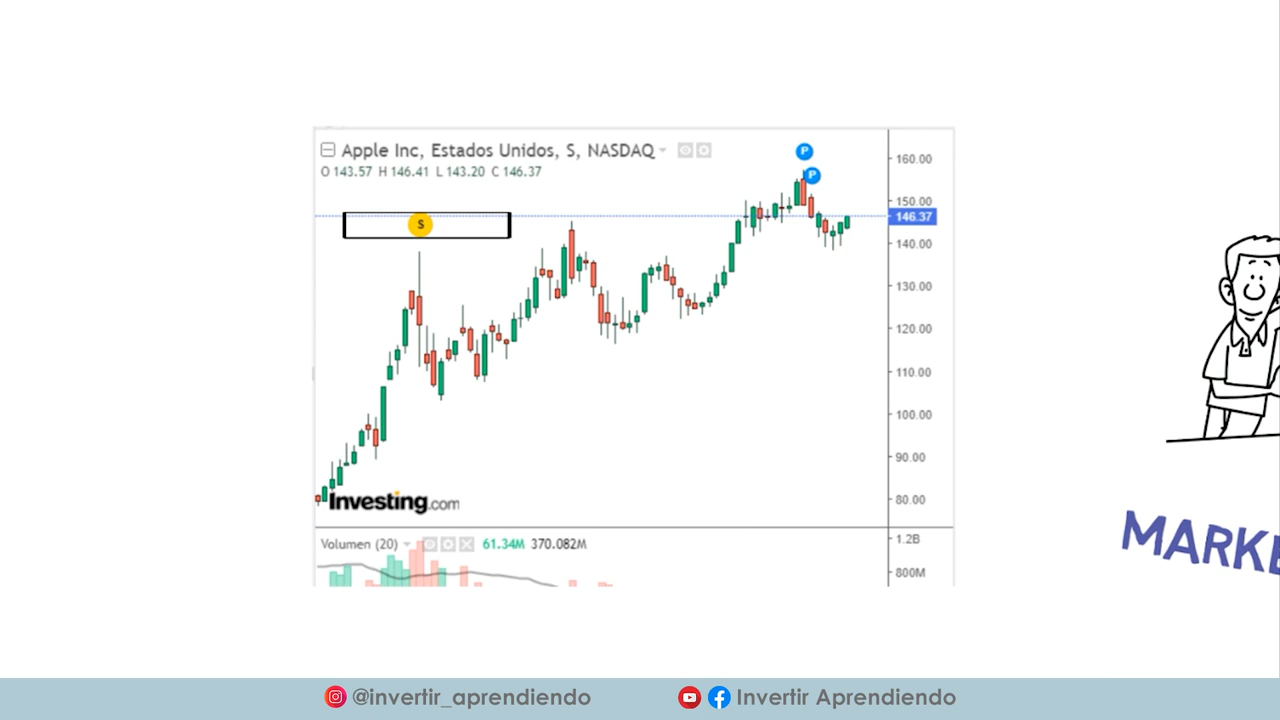 Apple Inc, Estados Unidos, S, NASDAQ
O 143.57 H 146.41 L 143.20 C 146.37
P
P
S
160.00
150.00
146.37
140.00
130.00
120.00
110.00
100.00
90.00
80.00
Investing.com
Volumen (20) 61.34M 370.082M
1.2B
800M
MARKE
@invertir_aprendiendo
Invertir Aprendiendo